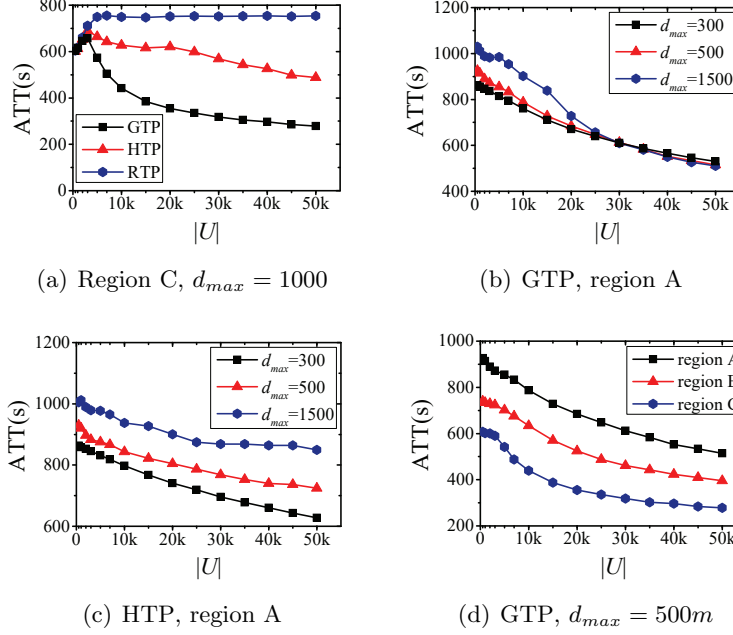 800
600
400
200
0
ATT(s)
GTP
HTP
RTP
0 10k 20k 30k 40k 50k
|U|
(a) Region C, d_max = 1000
1200
1000
800
600
400
ATT(s)
d_max=300
d_max=500
d_max=1500
0 10k 20k 30k 40k 50k
|U|
(b) GTP, region A
1200
1000
800
600
ATT(s)
d_max=300
d_max=500
d_max=1500
0 10k 20k 30k 40k 50k
|U|
(c) HTP, region A
1000
800
600
400
200
ATT(s)
region A
region B
region C
0 10k 20k 30k 40k 50k
|U|
(d) GTP, d_max = 500m